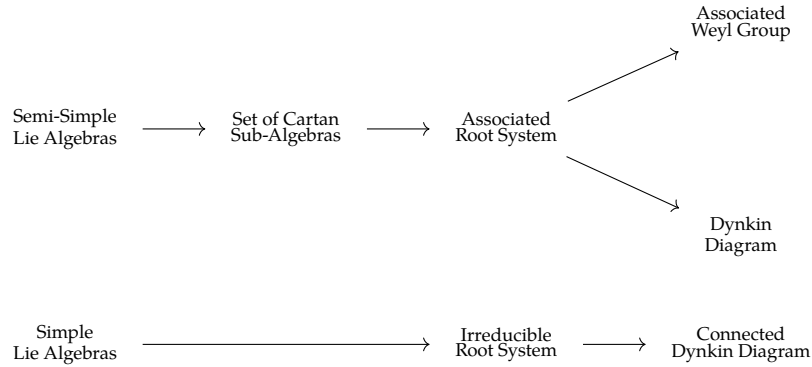 Associated
Weyl Group
Semi-Simple
Lie Algebras
Set of Cartan
Sub-Algebras
Associated
Root System
Dynkin
Diagram
Simple
Lie Algebras
Irreducible
Root System
Connected
Dynkin Diagram